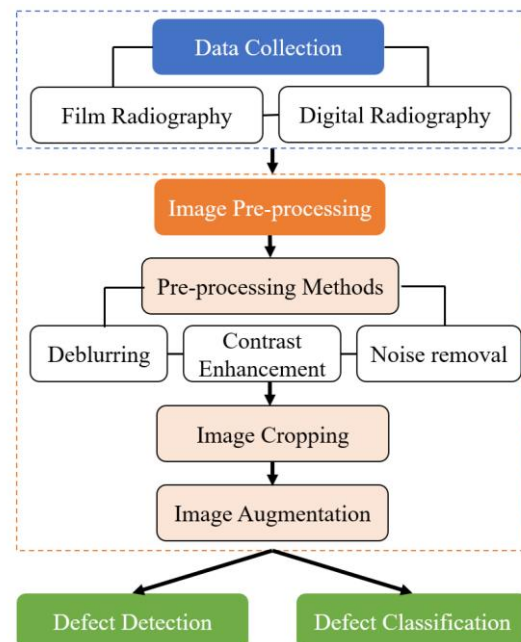 Data Collection
Film Radiography
Digital Radiography
Image Pre-processing
Pre-processing Methods
Deblurring
Contrast
Enhancement
Noise removal
Image Cropping
Image Augmentation
Defect Detection
Defect Classification